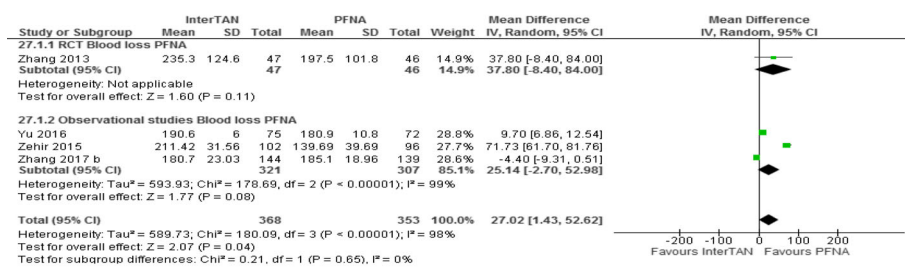 InterTAN PFNA Mean Difference Mean Difference
Study or Subgroup Mean SD Total Mean SD Total Weight IV, Random, 95% CI IV, Random, 95% CI
27.1.1 RCT Blood loss PFNA
Zhang 2013 235.3 124.6 47 197.5 101.8 46 14.9% 37.80 [-8.40, 84.00]
Subtotal (95% CI) 47 46 14.9% 37.80 [-8.40, 84.00]
Heterogeneity: Not applicable
Test for overall effect: Z = 1.60 (P = 0.11)
27.1.2 Observational studies Blood loss PFNA
Yu 2016 190.6 6 75 180.9 10.8 72 28.8% 9.70 [6.86, 12.54]
Zehir 2015 211.42 31.56 102 139.69 39.69 96 27.7% 71.73 [61.70, 81.76]
Zhang 2017 b 180.7 23.03 144 185.1 18.96 139 28.6% -4.40 [-9.31, 0.51]
Subtotal (95% CI) 321 307 85.1% 25.14 [-2.70, 52.98]
Heterogeneity: Tau² = 593.93; Chi² = 178.69, df = 2 (P < 0.00001); I² = 99%
Test for overall effect: Z = 1.77 (P = 0.08)
Total (95% CI) 368 353 100.0% 27.02 [1.43, 52.62]
Heterogeneity: Tau² = 589.73; Chi² = 180.09, df = 3 (P < 0.00001); I² = 98%
Test for overall effect: Z = 2.07 (P = 0.04)
Test for subgroup differences: Chi² = 0.21, df = 1 (P = 0.65), I² = 0%
-200 -100 0 100 200
Favours InterTAN Favours PFNA